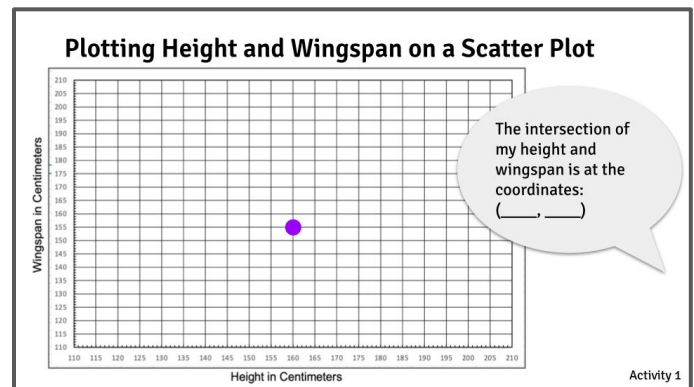 Plotting Height and Wingspan on a Scatter Plot
210
205
200
195
190
185
180
175
170
165
160
155
150
145
140
135
130
125
120
115
110
Wingspan in Centimeters
110 115 120 125 130 135 140 145 150 155 160 165 170 175 180 185 190 195 200 205 210
Height in Centimeters
The intersection of
my height and
wingspan is at the
coordinates:
(____, ____)
Activity 1